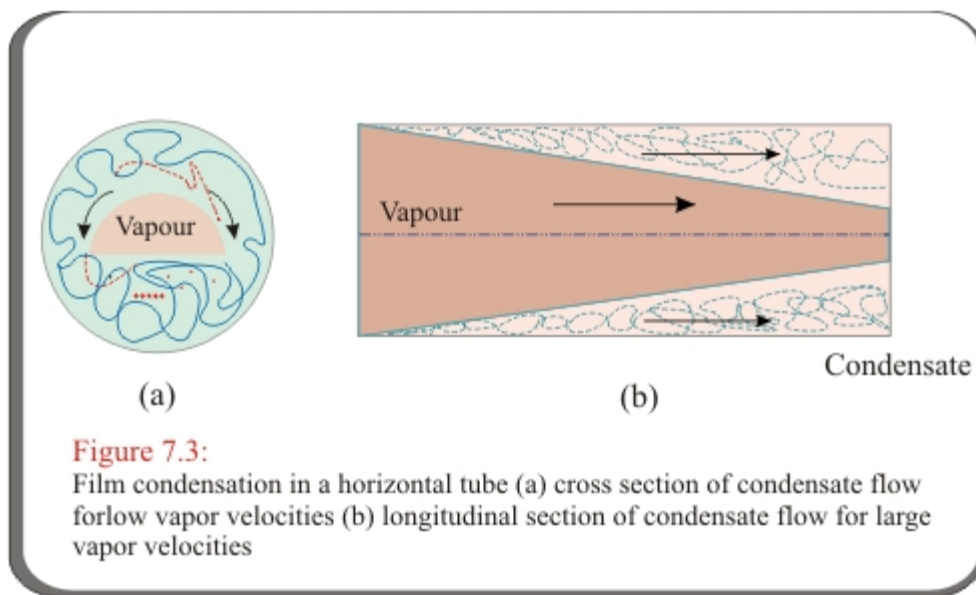 Vapour
Vapour
Condensate
(a)
(b)
Figure 7.3:
Film condensation in a horizontal tube (a) cross section of condensate flow
forlow vapor velocities (b) longitudinal section of condensate flow for large
vapor velocities